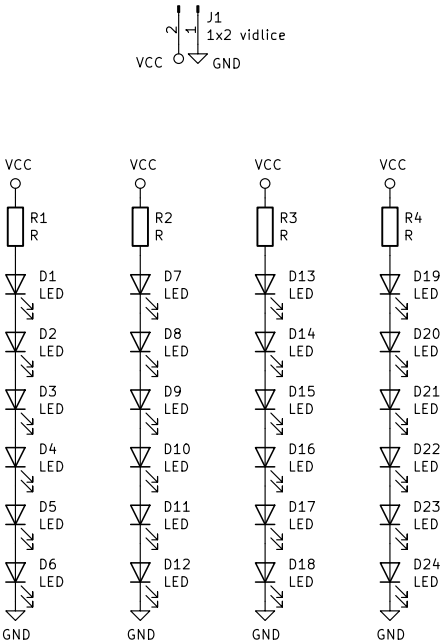 J1
1x2 vidlice
2
1
VCC
GND
VCC
VCC
VCC
VCC
R1
R
R2
R
R3
R
R4
R
D1
LED
D7
LED
D13
LED
D19
LED
D2
LED
D8
LED
D14
LED
D20
LED
D3
LED
D9
LED
D15
LED
D21
LED
D4
LED
D10
LED
D16
LED
D22
LED
D5
LED
D11
LED
D17
LED
D23
LED
D6
LED
D12
LED
D18
LED
D24
LED
GND
GND
GND
GND